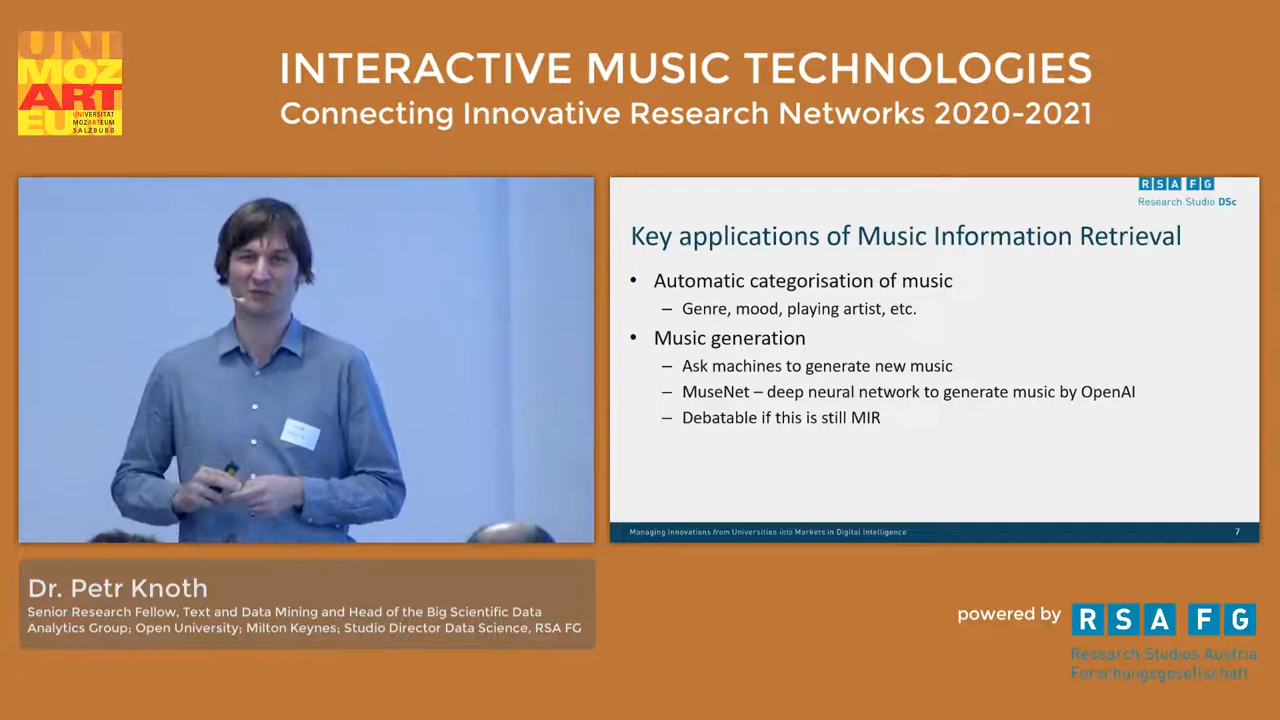 UNI
MOZ
ART
EU
UNIVERSITÄT
MOZARTEUM
SALZBURG
INTERACTIVE MUSIC TECHNOLOGIES
Connecting Innovative Research Networks 2020-2021
RSA FG
Research Studio DSc
Key applications of Music Information Retrieval
• Automatic categorisation of music
– Genre, mood, playing artist, etc.
• Music generation
– Ask machines to generate new music
– MuseNet – deep neural network to generate music by OpenAI
– Debatable if this is still MIR
Managing Innovations from Universities into Markets in Digital Intelligence
7
Dr. Petr Knoth
Senior Research Fellow, Text and Data Mining and Head of the Big Scientific Data
Analytics Group; Open University; Milton Keynes; Studio Director Data Science, RSA FG
powered by
RSA FG
Research Studios Austria
Forschungsgesellschaft